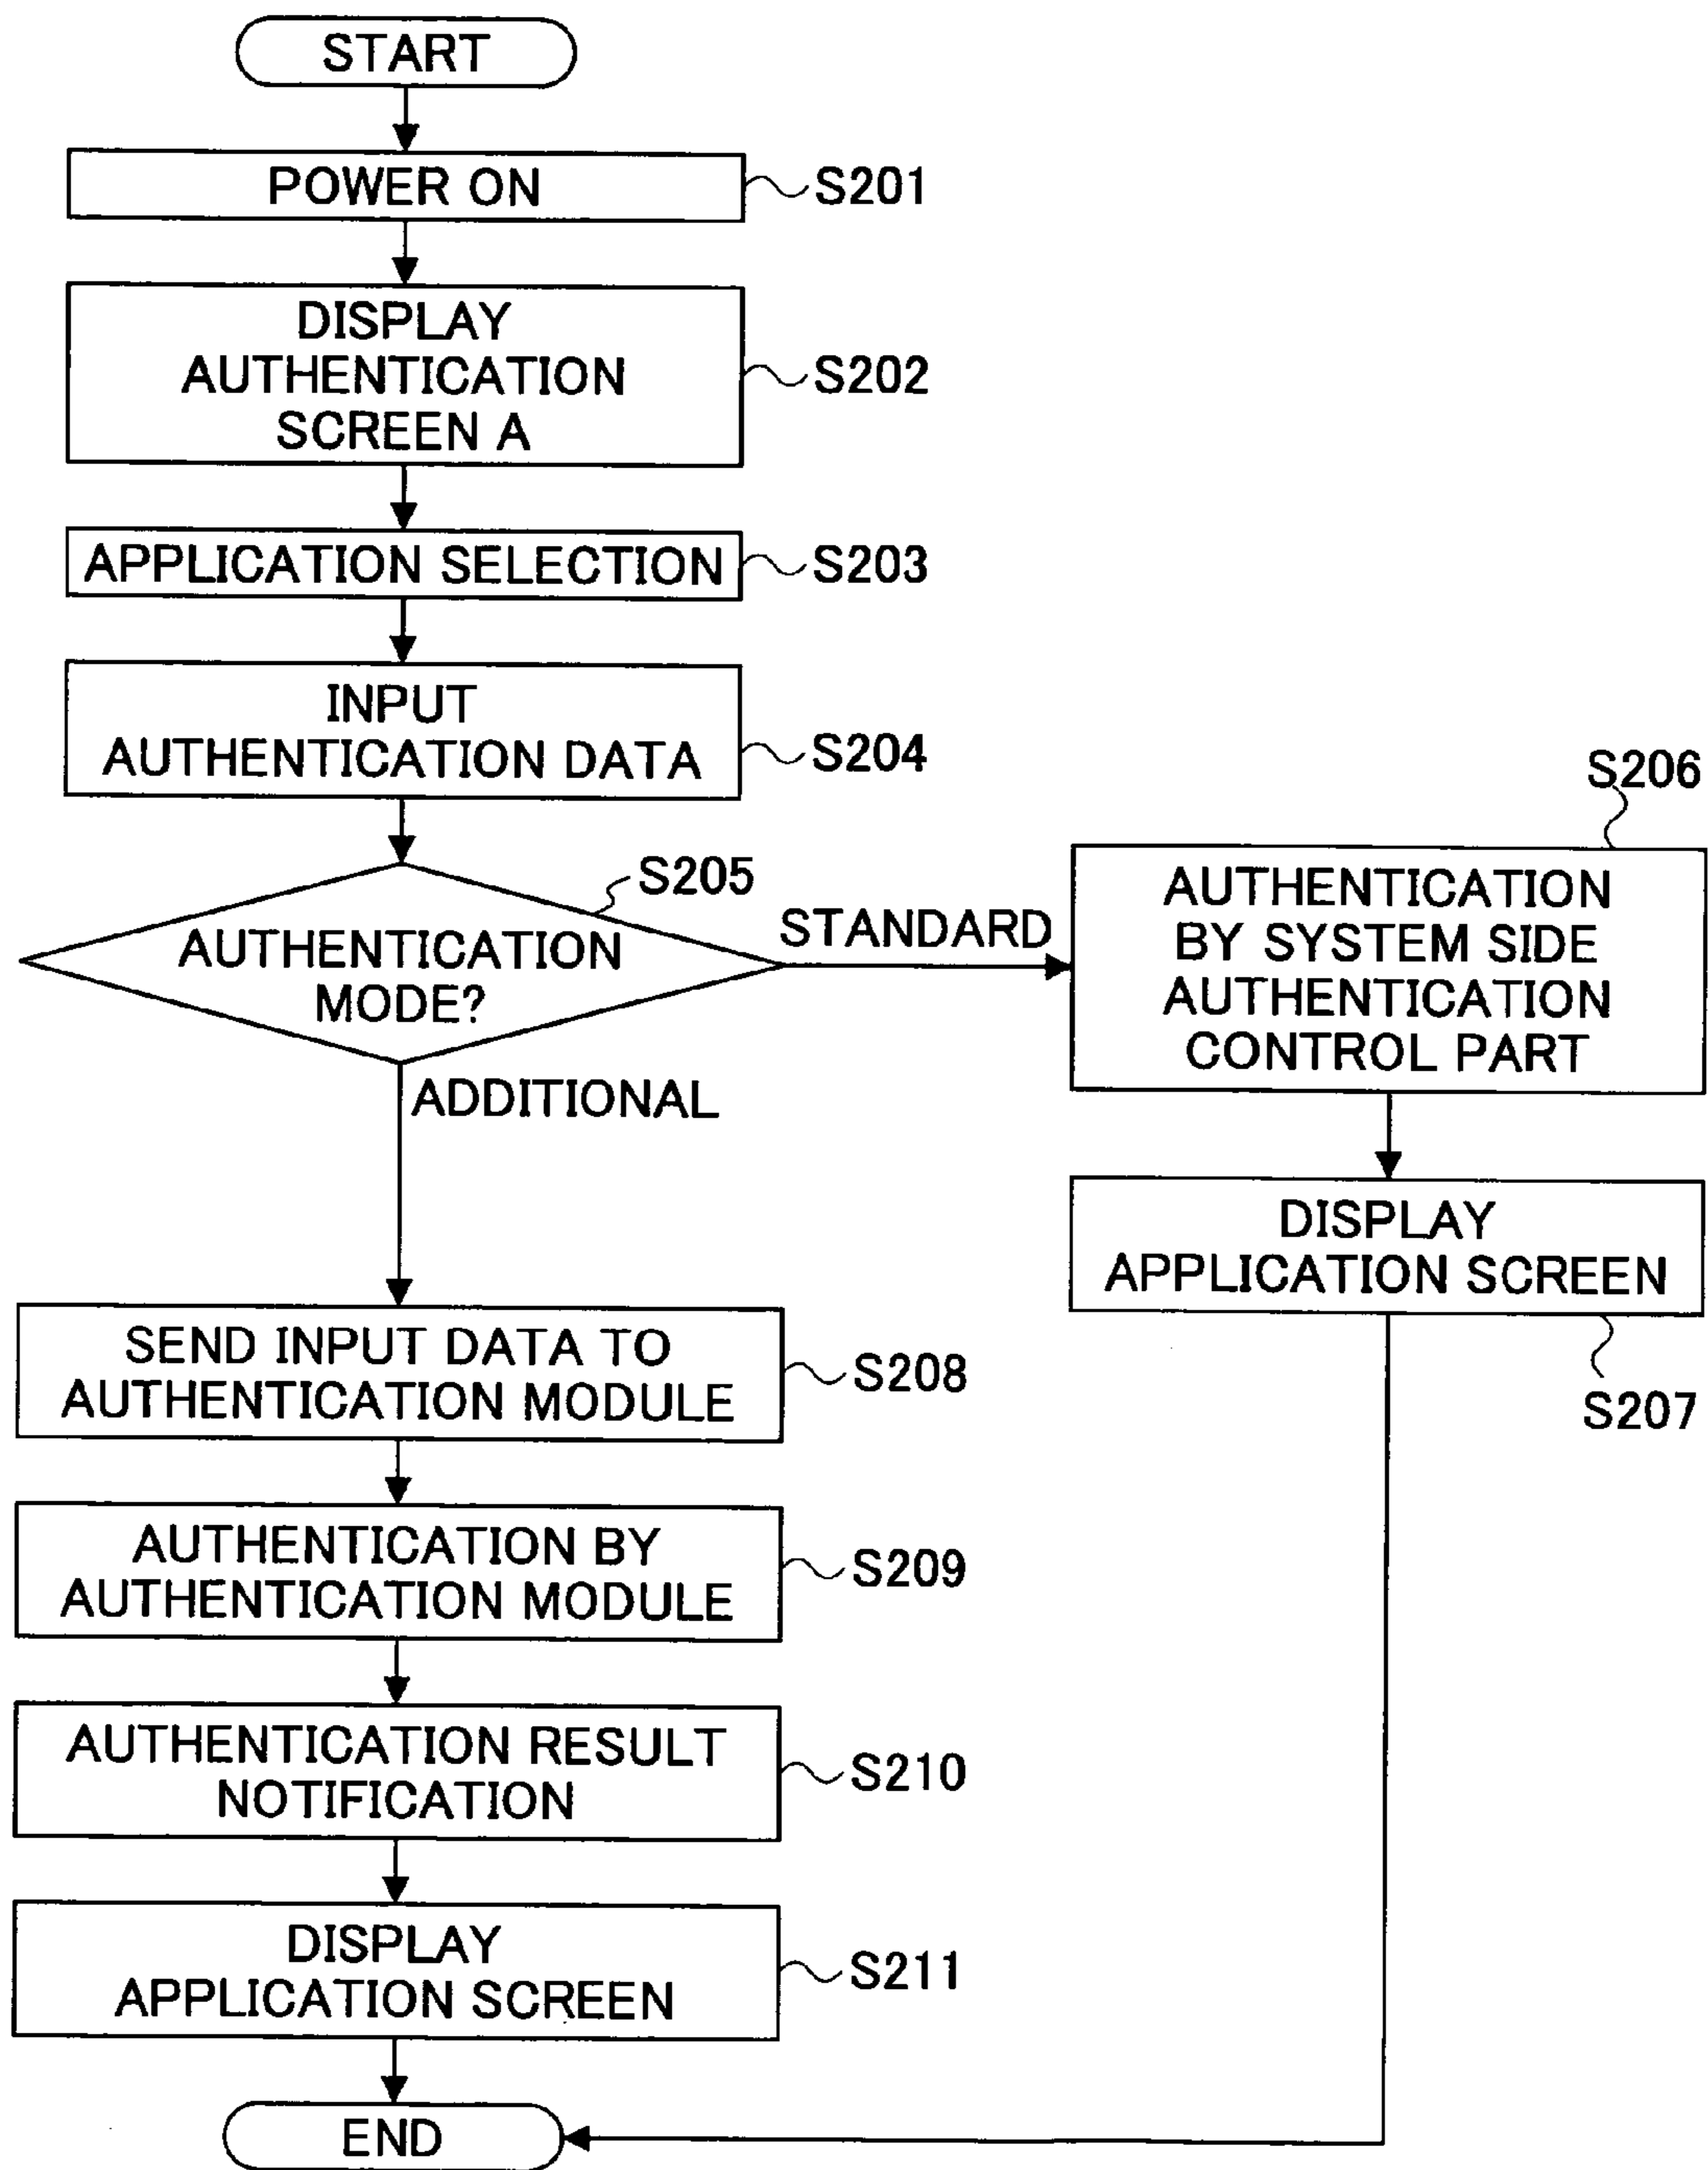 START
POWER ON
S201
DISPLAY
AUTHENTICATION
SCREEN A
S202
APPLICATION SELECTION
S203
INPUT
AUTHENTICATION DATA
S204
AUTHENTICATION
MODE?
S205
STANDARD
ADDITIONAL
S206
AUTHENTICATION
BY SYSTEM SIDE
AUTHENTICATION
CONTROL PART
DISPLAY
APPLICATION SCREEN
S207
SEND INPUT DATA TO
AUTHENTICATION MODULE
S208
AUTHENTICATION BY
AUTHENTICATION MODULE
S209
AUTHENTICATION RESULT
NOTIFICATION
S210
DISPLAY
APPLICATION SCREEN
S211
END